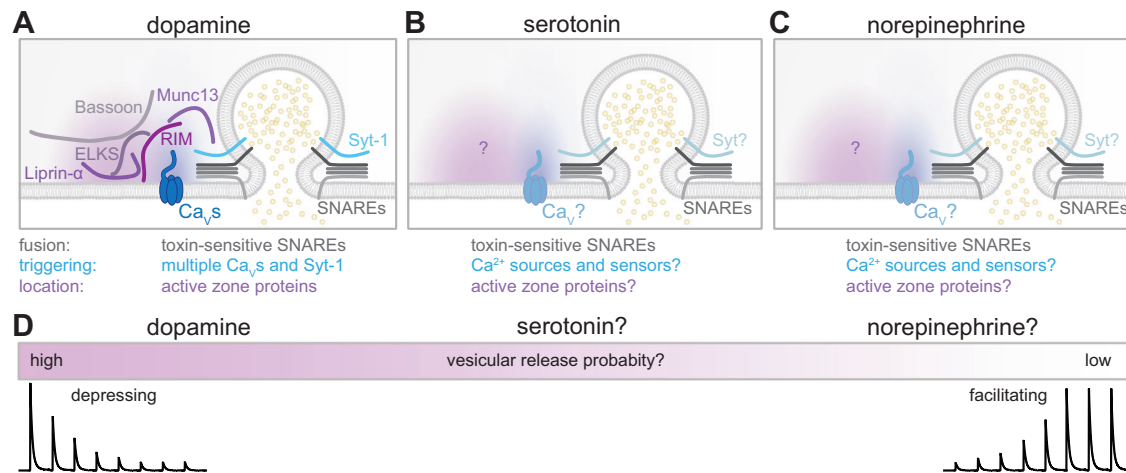 A dopamine
B serotonin
C norepinephrine
Bassoon
Munc13
RIM
ELKS
Liprin-α
Syt-1
CaVs
SNAREs
?
Syt?
CaV?
SNAREs
?
Syt?
CaV?
SNAREs
fusion: toxin-sensitive SNAREs
triggering: multiple CaVs and Syt-1
location: active zone proteins
toxin-sensitive SNAREs
Ca2+ sources and sensors?
active zone proteins?
toxin-sensitive SNAREs
Ca2+ sources and sensors?
active zone proteins?
D dopamine serotonin? norepinephrine?
high vesicular release probabity? low
depressing facilitating